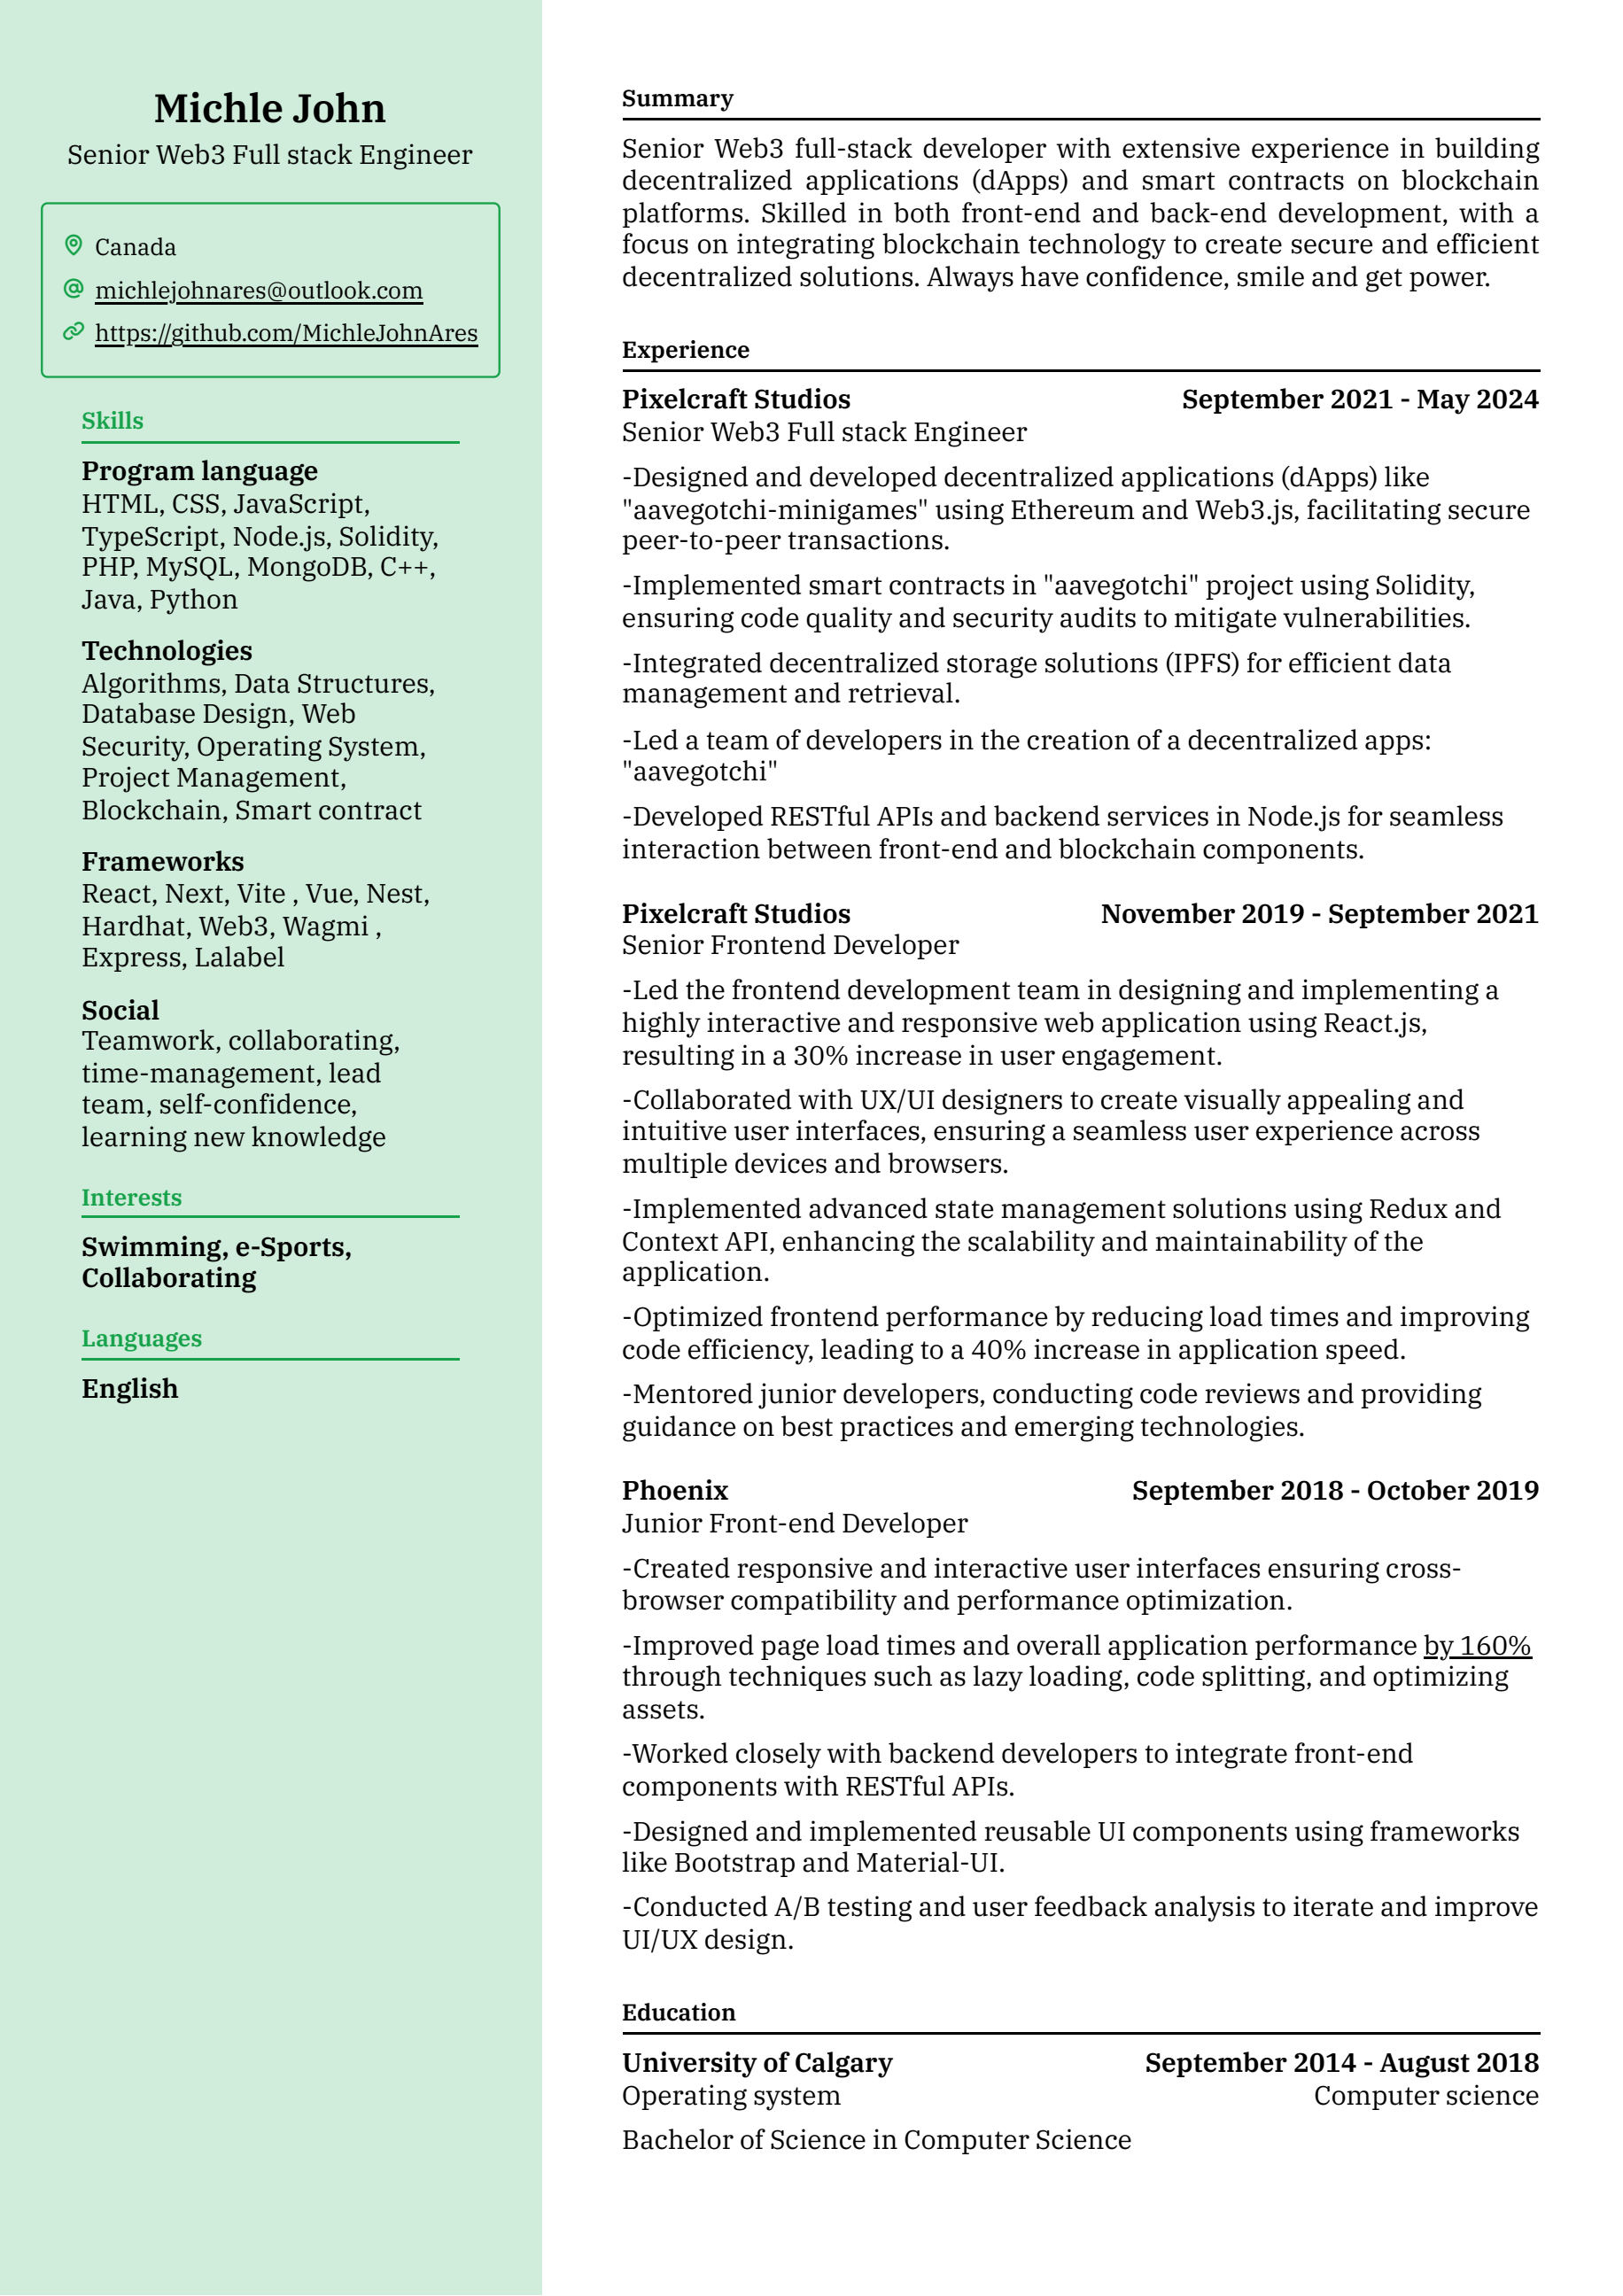 Michle John
Senior Web3 Full stack Engineer
Canada
michlejohnares@outlook.com
https://github.com/MichleJohnAres
Skills
Program language
HTML, CSS, JavaScript,
TypeScript, Node.js, Solidity,
PHP, MySQL, MongoDB, C++,
Java, Python
Technologies
Algorithms, Data Structures,
Database Design, Web
Security, Operating System,
Project Management,
Blockchain, Smart contract
Frameworks
React, Next, Vite , Vue, Nest,
Hardhat, Web3, Wagmi ,
Express, Lalabel
Social
Teamwork, collaborating,
time-management, lead
team, self-confidence,
learning new knowledge
Interests
Swimming, e-Sports,
Collaborating
Languages
English
Summary
Senior Web3 full-stack developer with extensive experience in building
decentralized applications (dApps) and smart contracts on blockchain
platforms. Skilled in both front-end and back-end development, with a
focus on integrating blockchain technology to create secure and efficient
decentralized solutions. Always have confidence, smile and get power.
Experience
Pixelcraft Studios September 2021 - May 2024
Senior Web3 Full stack Engineer
-Designed and developed decentralized applications (dApps) like
"aavegotchi-minigames" using Ethereum and Web3.js, facilitating secure
peer-to-peer transactions.
-Implemented smart contracts in "aavegotchi" project using Solidity,
ensuring code quality and security audits to mitigate vulnerabilities.
-Integrated decentralized storage solutions (IPFS) for efficient data
management and retrieval.
-Led a team of developers in the creation of a decentralized apps:
"aavegotchi"
-Developed RESTful APIs and backend services in Node.js for seamless
interaction between front-end and blockchain components.
Pixelcraft Studios November 2019 - September 2021
Senior Frontend Developer
-Led the frontend development team in designing and implementing a
highly interactive and responsive web application using React.js,
resulting in a 30% increase in user engagement.
-Collaborated with UX/UI designers to create visually appealing and
intuitive user interfaces, ensuring a seamless user experience across
multiple devices and browsers.
-Implemented advanced state management solutions using Redux and
Context API, enhancing the scalability and maintainability of the
application.
-Optimized frontend performance by reducing load times and improving
code efficiency, leading to a 40% increase in application speed.
-Mentored junior developers, conducting code reviews and providing
guidance on best practices and emerging technologies.
Phoenix September 2018 - October 2019
Junior Front-end Developer
-Created responsive and interactive user interfaces ensuring cross-
browser compatibility and performance optimization.
-Improved page load times and overall application performance by 160%
through techniques such as lazy loading, code splitting, and optimizing
assets.
-Worked closely with backend developers to integrate front-end
components with RESTful APIs.
-Designed and implemented reusable UI components using frameworks
like Bootstrap and Material-UI.
-Conducted A/B testing and user feedback analysis to iterate and improve
UI/UX design.
Education
University of Calgary September 2014 - August 2018
Operating system Computer science
Bachelor of Science in Computer Science